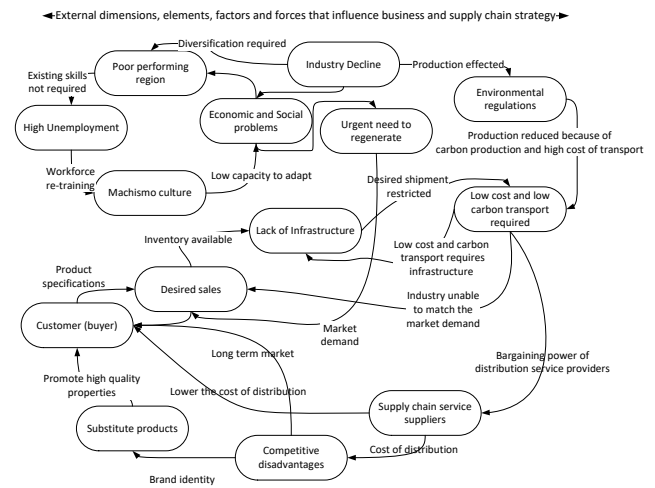 External dimensions, elements, factors and forces that influence business and supply chain strategy
Diversification required
Poor performing
region
Industry Decline
Production effected
Existing skills
not required
Environmental
regulations
High Unemployment
Economic and Social
problems
Urgent need to
regenerate
Production reduced because of
carbon production and high cost of transport
Workforce
re-training
Machismo culture
Low capacity to adapt
Desired shipment
restricted
Low cost and low
carbon transport
required
Lack of Infrastructure
Inventory available
Low cost and carbon
transport requires
infrastructure
Product
specifications
Desired sales
Industry unable
to match the
market demand
Customer (buyer)
Market
demand
Long term market
Bargaining power of
distribution service providers
Promote high quality
properties
Lower the cost of distribution
Supply chain service
suppliers
Substitute products
Competitive
disadvantages
Cost of distribution
Brand identity